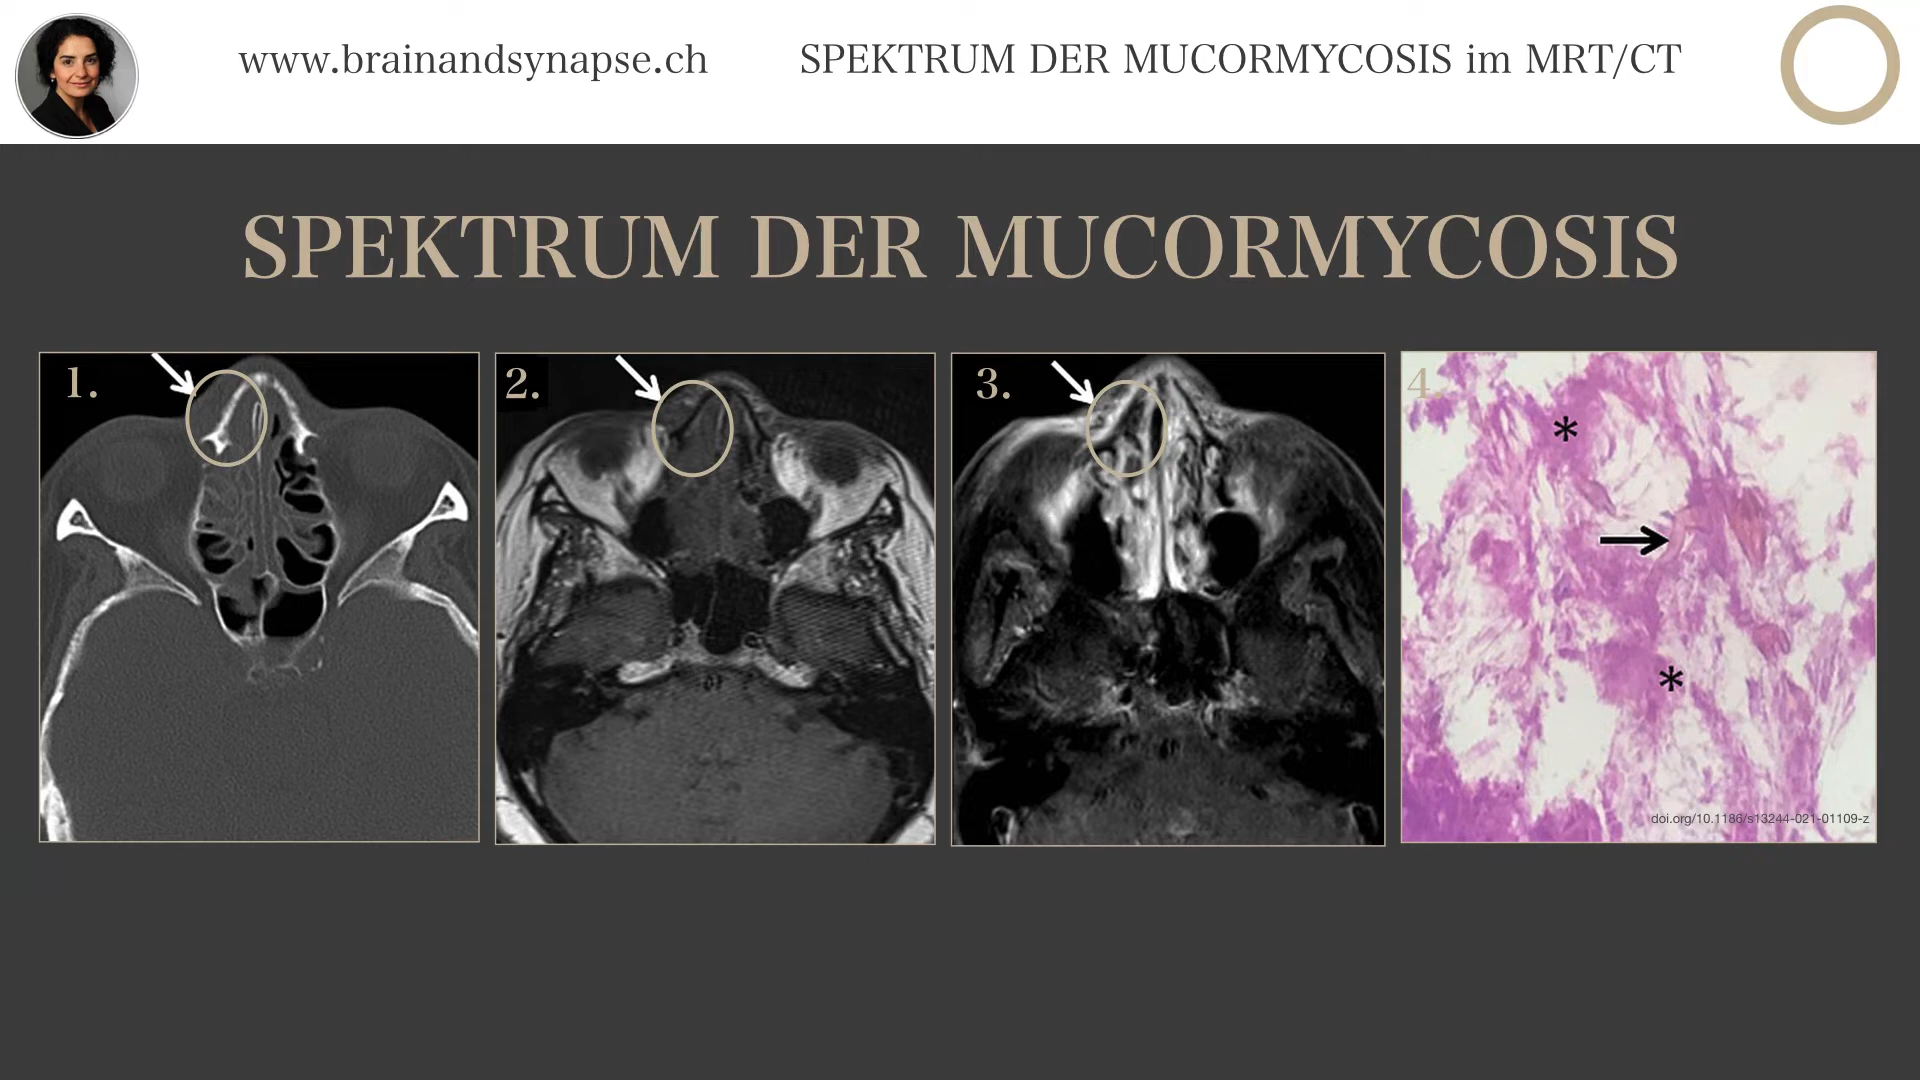 www.brainandsynapse.ch
SPEKTRUM DER MUCORMYCOSIS im MRT/CT
SPEKTRUM DER MUCORMYCOSIS
1.
2.
3.
4.
*
*
doi.org/10.1186/s13244-021-01109-z